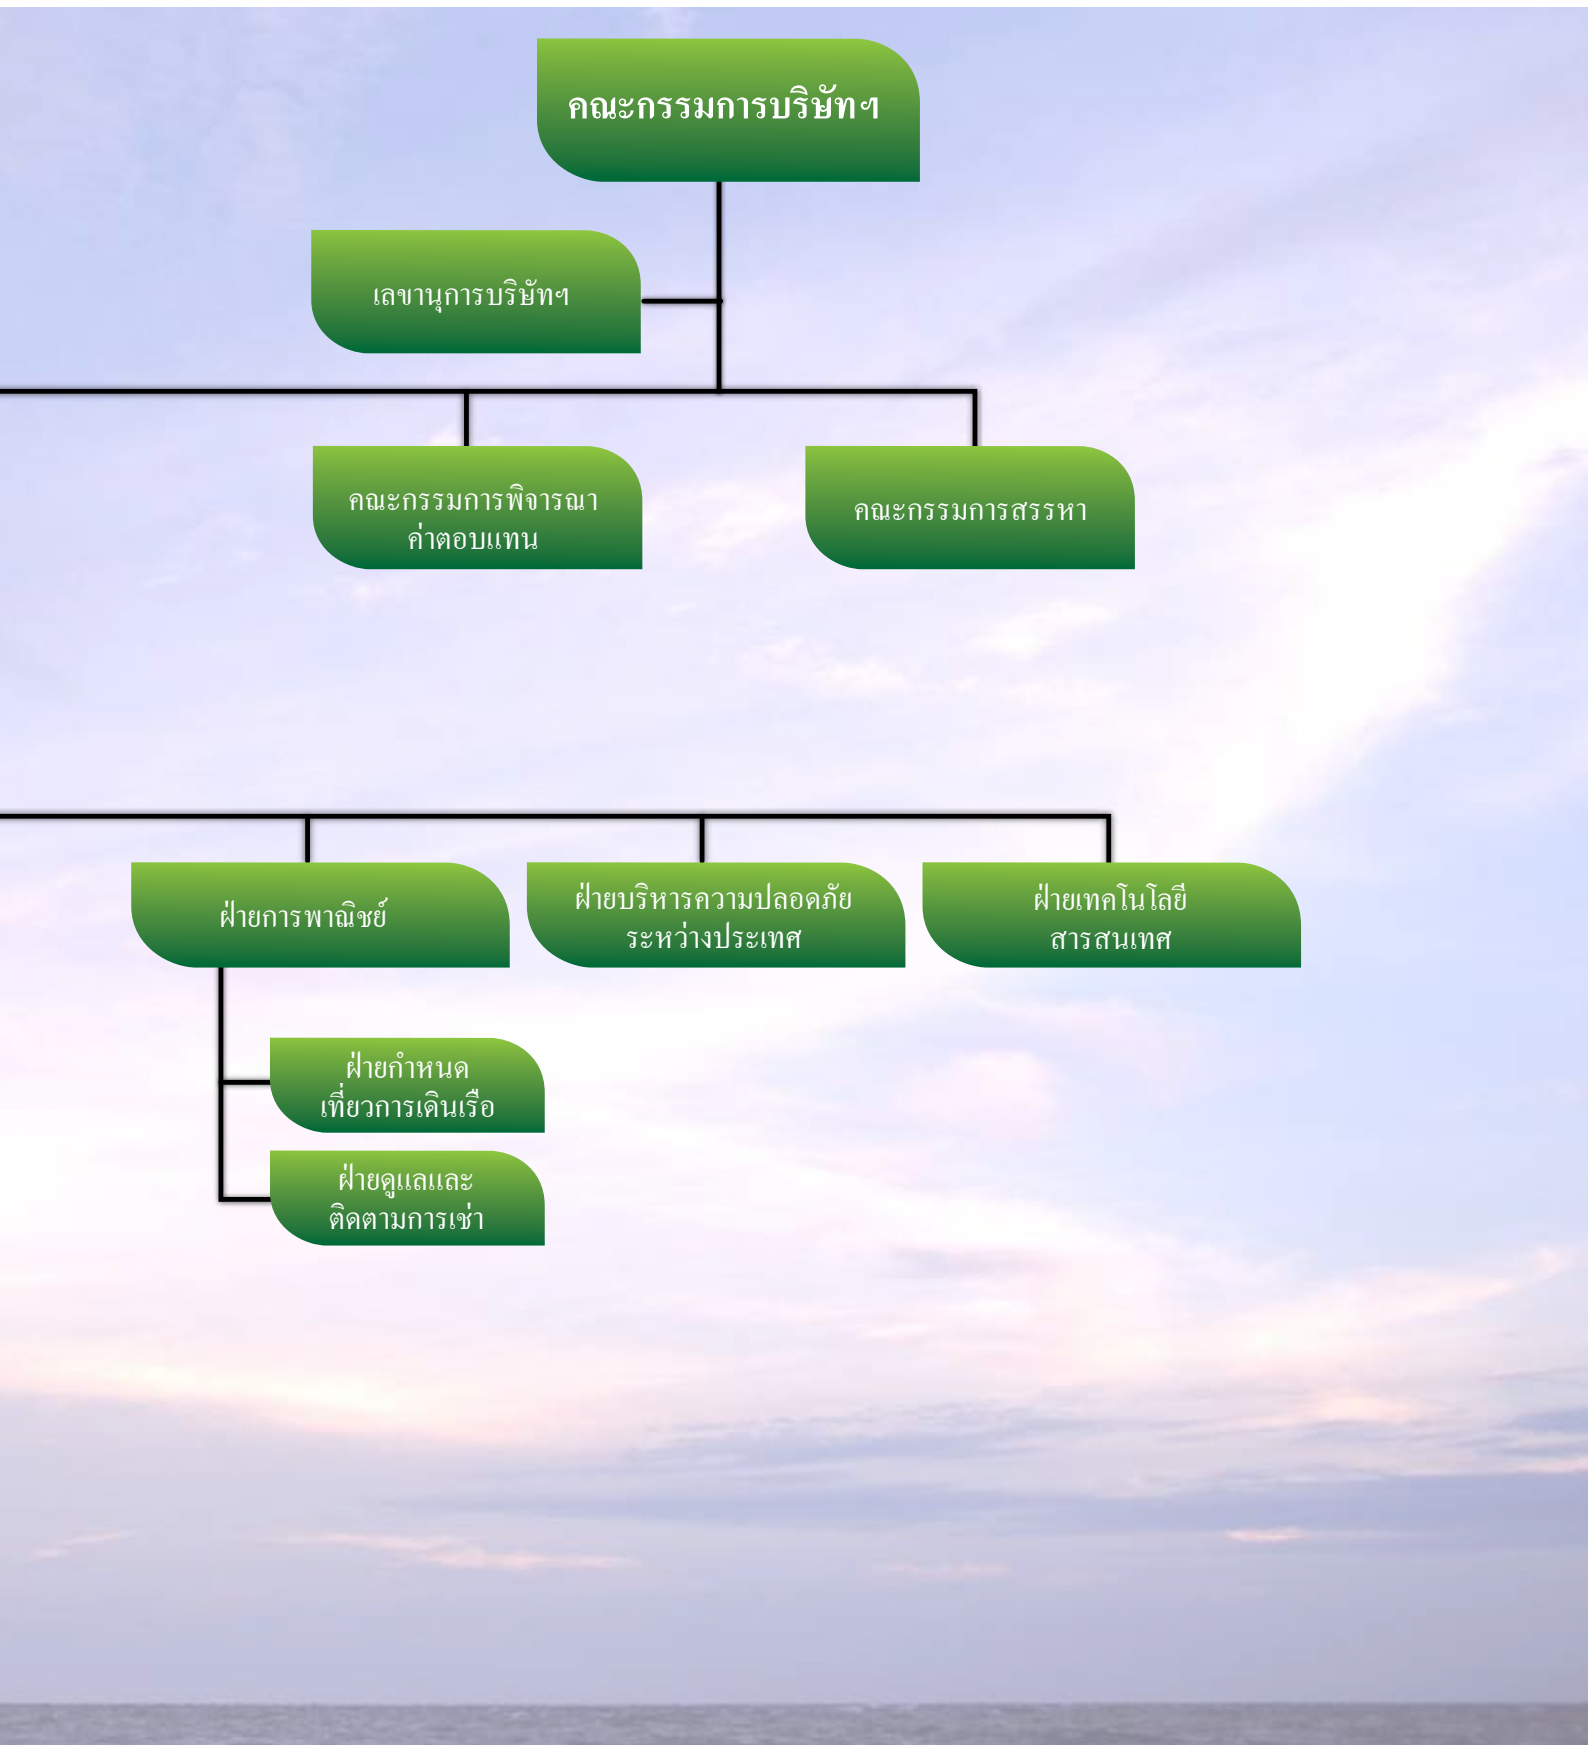 คณะกรรมการบริษัทฯ
เลขานุการบริษัทฯ
คณะกรรมการพิจารณา
ค่าตอบแทน
คณะกรรมการสรรหา
ฝ่ายการพาณิชย์
ฝ่ายบริหารความปลอดภัย
ระหว่างประเทศ
ฝ่ายเทคโนโลยี
สารสนเทศ
ฝ่ายกำหนด
เที่ยวการเดินเรือ
ฝ่ายดูแลและ
ติดตามการเช่า